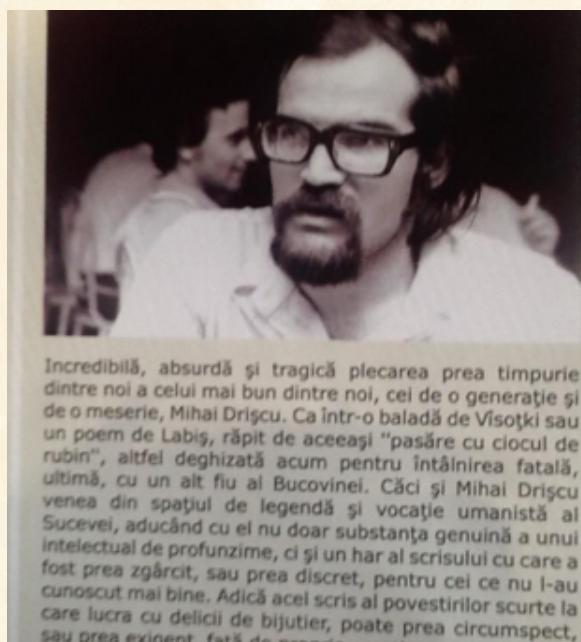 Incredibilă, absurdă şi tragică plecarea prea timpurie
dintre noi a celui mai bun dintre noi, cei de o generaţie şi
de o meserie, Mihai Drişcu. Ca într-o baladă de Vîsoţki sau
un poem de Labiş, răpit de aceeaşi "pasăre cu ciocul de
rubin", altfel deghizată acum pentru întâlnirea fatală,
ultimă, cu un alt fiu al Bucovinei. Căci şi Mihai Drişcu
venea din spaţiul de legendă şi vocaţie umanistă al
Sucevei, aducând cu el nu doar substanţa genuină a unui
intelectual de profunzime, ci şi un har al scrisului cu care a
fost prea zgârcit, sau prea discret, pentru cei ce nu l-au
cunoscut mai bine. Adică acel scris al povestirilor scurte la
care lucra cu delicii de bijutier, poate prea circumspect,
sau prea exigent, faţă de